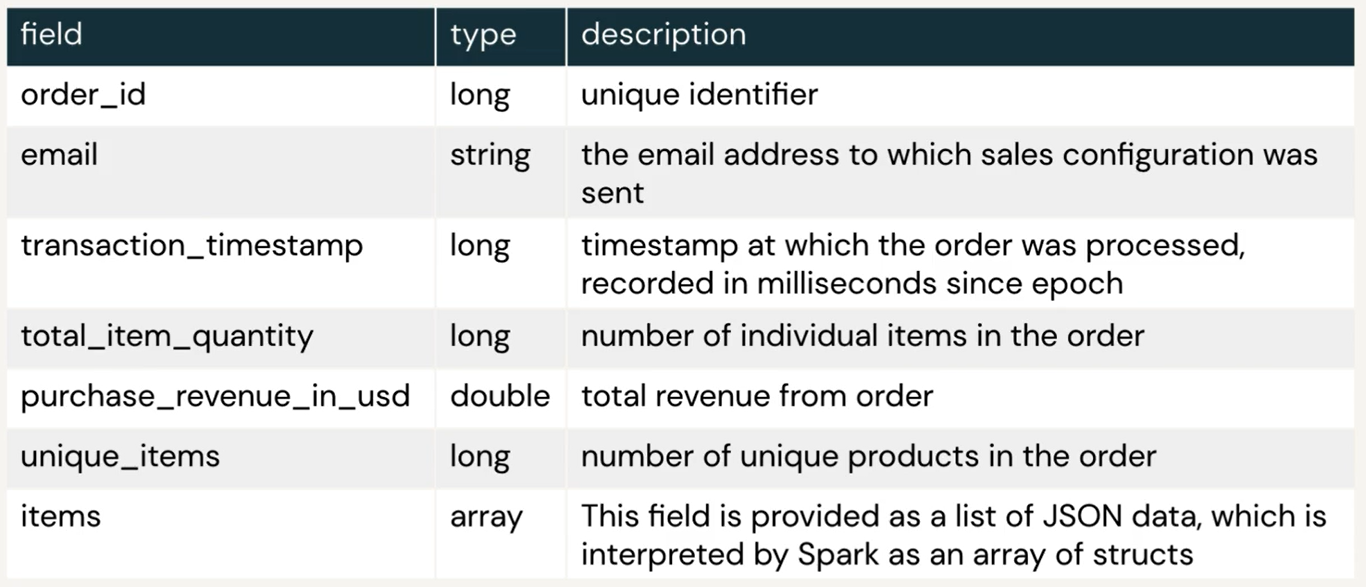 field type description
order_id long unique identifier
email string the email address to which sales configuration was
sent
transaction_timestamp long timestamp at which the order was processed,
recorded in milliseconds since epoch
total_item_quantity long number of individual items in the order
purchase_revenue_in_usd double total revenue from order
unique_items long number of unique products in the order
items array This field is provided as a list of JSON data, which is
interpreted by Spark as an array of structs